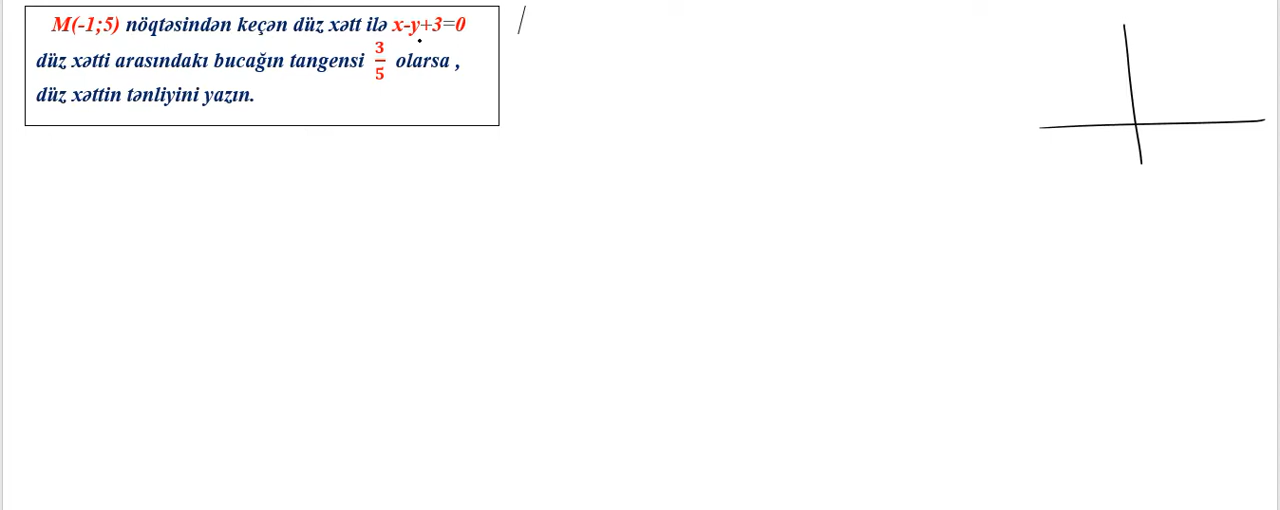 M(-1;5) nöqtəsindən keçən düz xətt ilə x-y+3=0
düz xətti arasındakı bucağın tangensi 3/5 olarsa ,
düz xəttin tənliyini yazın.